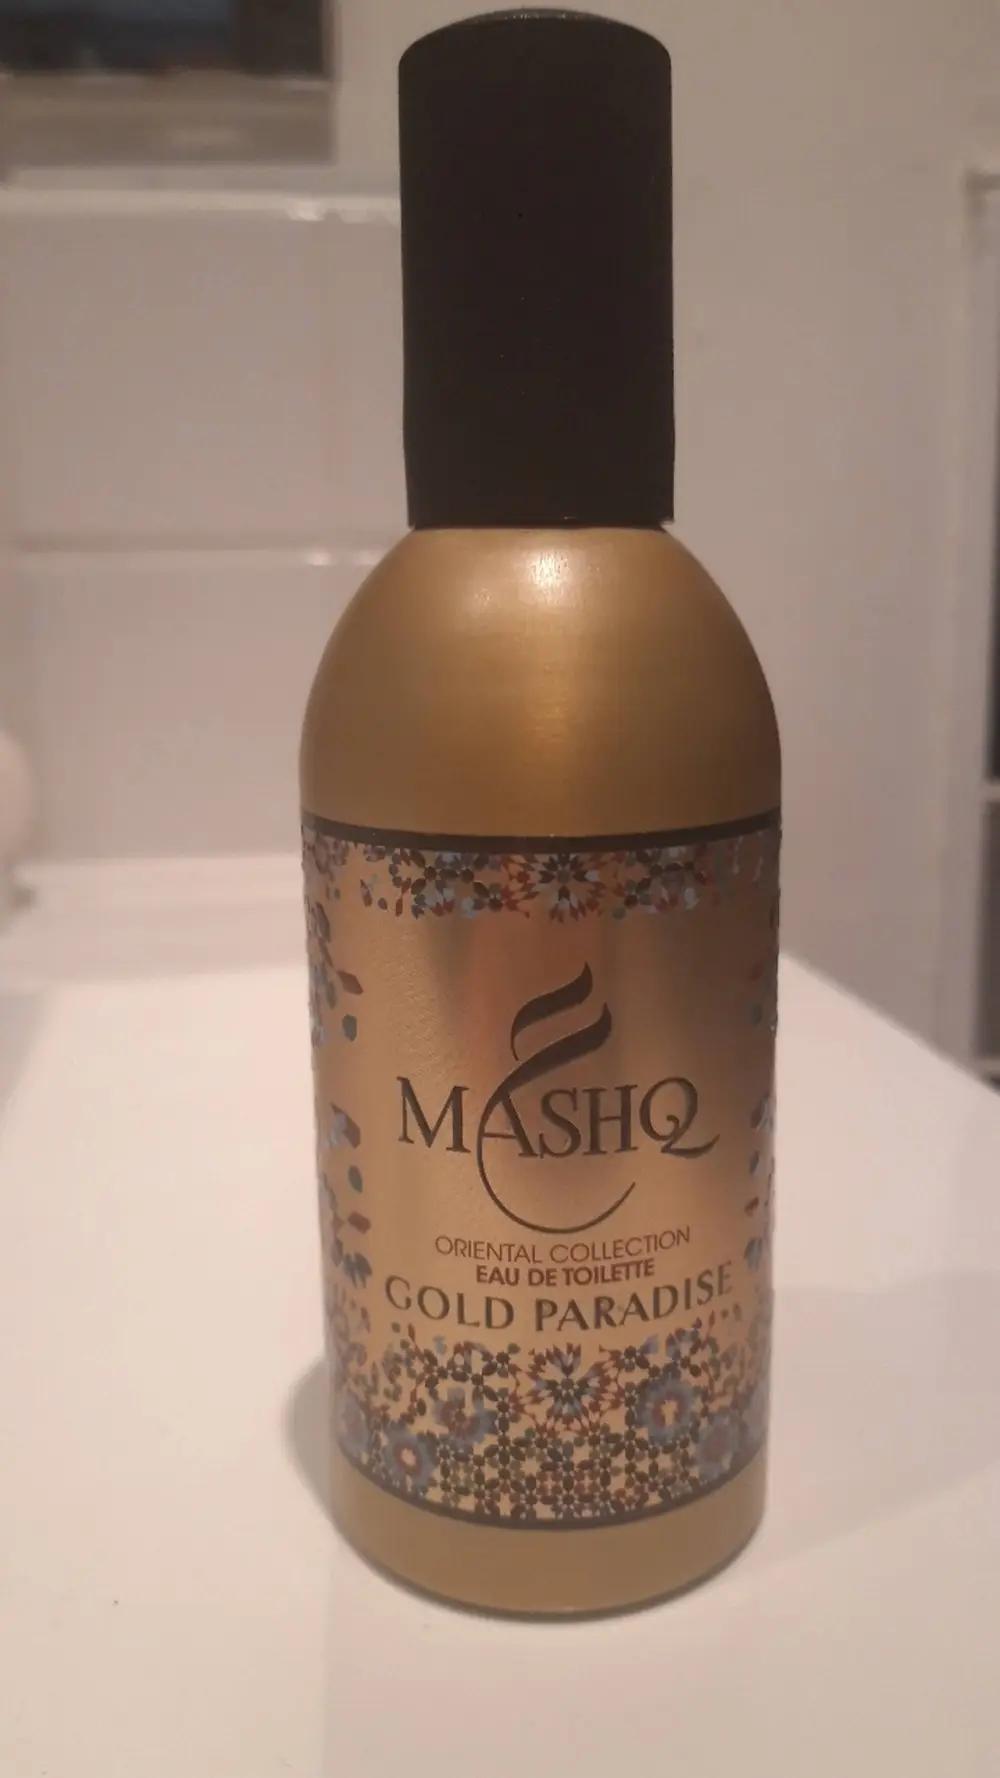 MASHQ
ORIENTAL COLLECTION
EAU DE TOILETTE
GOLD PARADISE